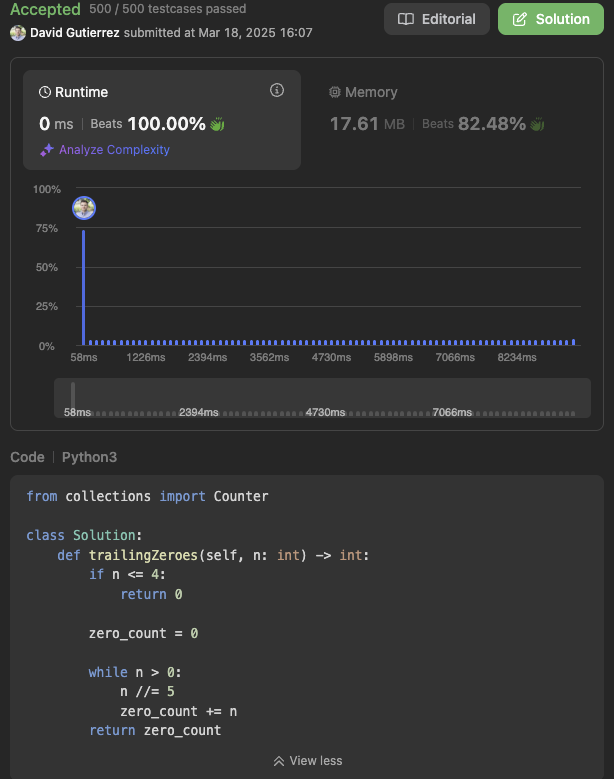 Accepted 500 / 500 testcases passed
Editorial
Solution
David Gutierrez submitted at Mar 18, 2025 16:07
Runtime
0 ms | Beats 100.00%
Analyze Complexity
Memory
17.61 MB | Beats 82.48%
100%
75%
50%
25%
0%
58ms 1226ms 2394ms 3562ms 4730ms 5898ms 7066ms 8234ms
58ms 2394ms 4730ms 7066ms
Code | Python3
from collections import Counter
class Solution:
    def trailingZeroes(self, n: int) -> int:
        if n <= 4:
            return 0
        zero_count = 0
        while n > 0:
            n //= 5
            zero_count += n
        return zero_count
View less